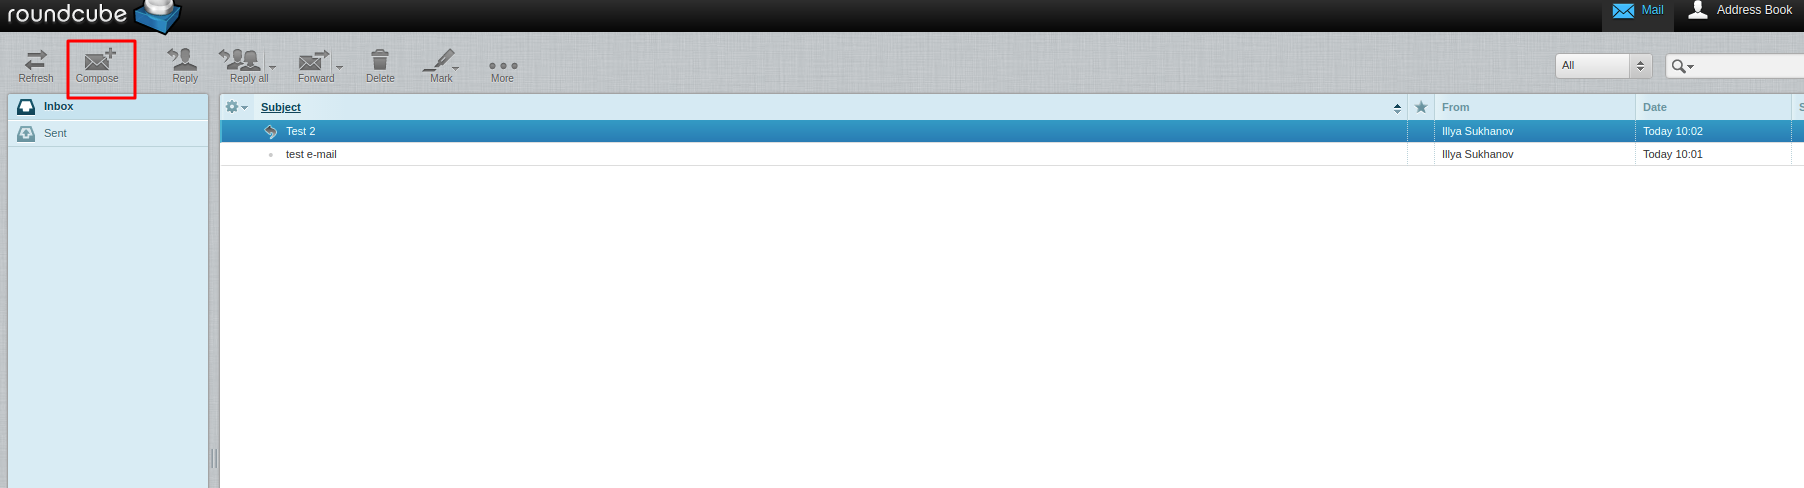 roundcube
Mail
Address Book
Refresh
Compose
Reply
Reply all
Forward
Delete
Mark
More
All
Inbox
Sent
Subject
From
Date
S
Test 2
Illya Sukhanov
Today 10:02
test e-mail
Illya Sukhanov
Today 10:01